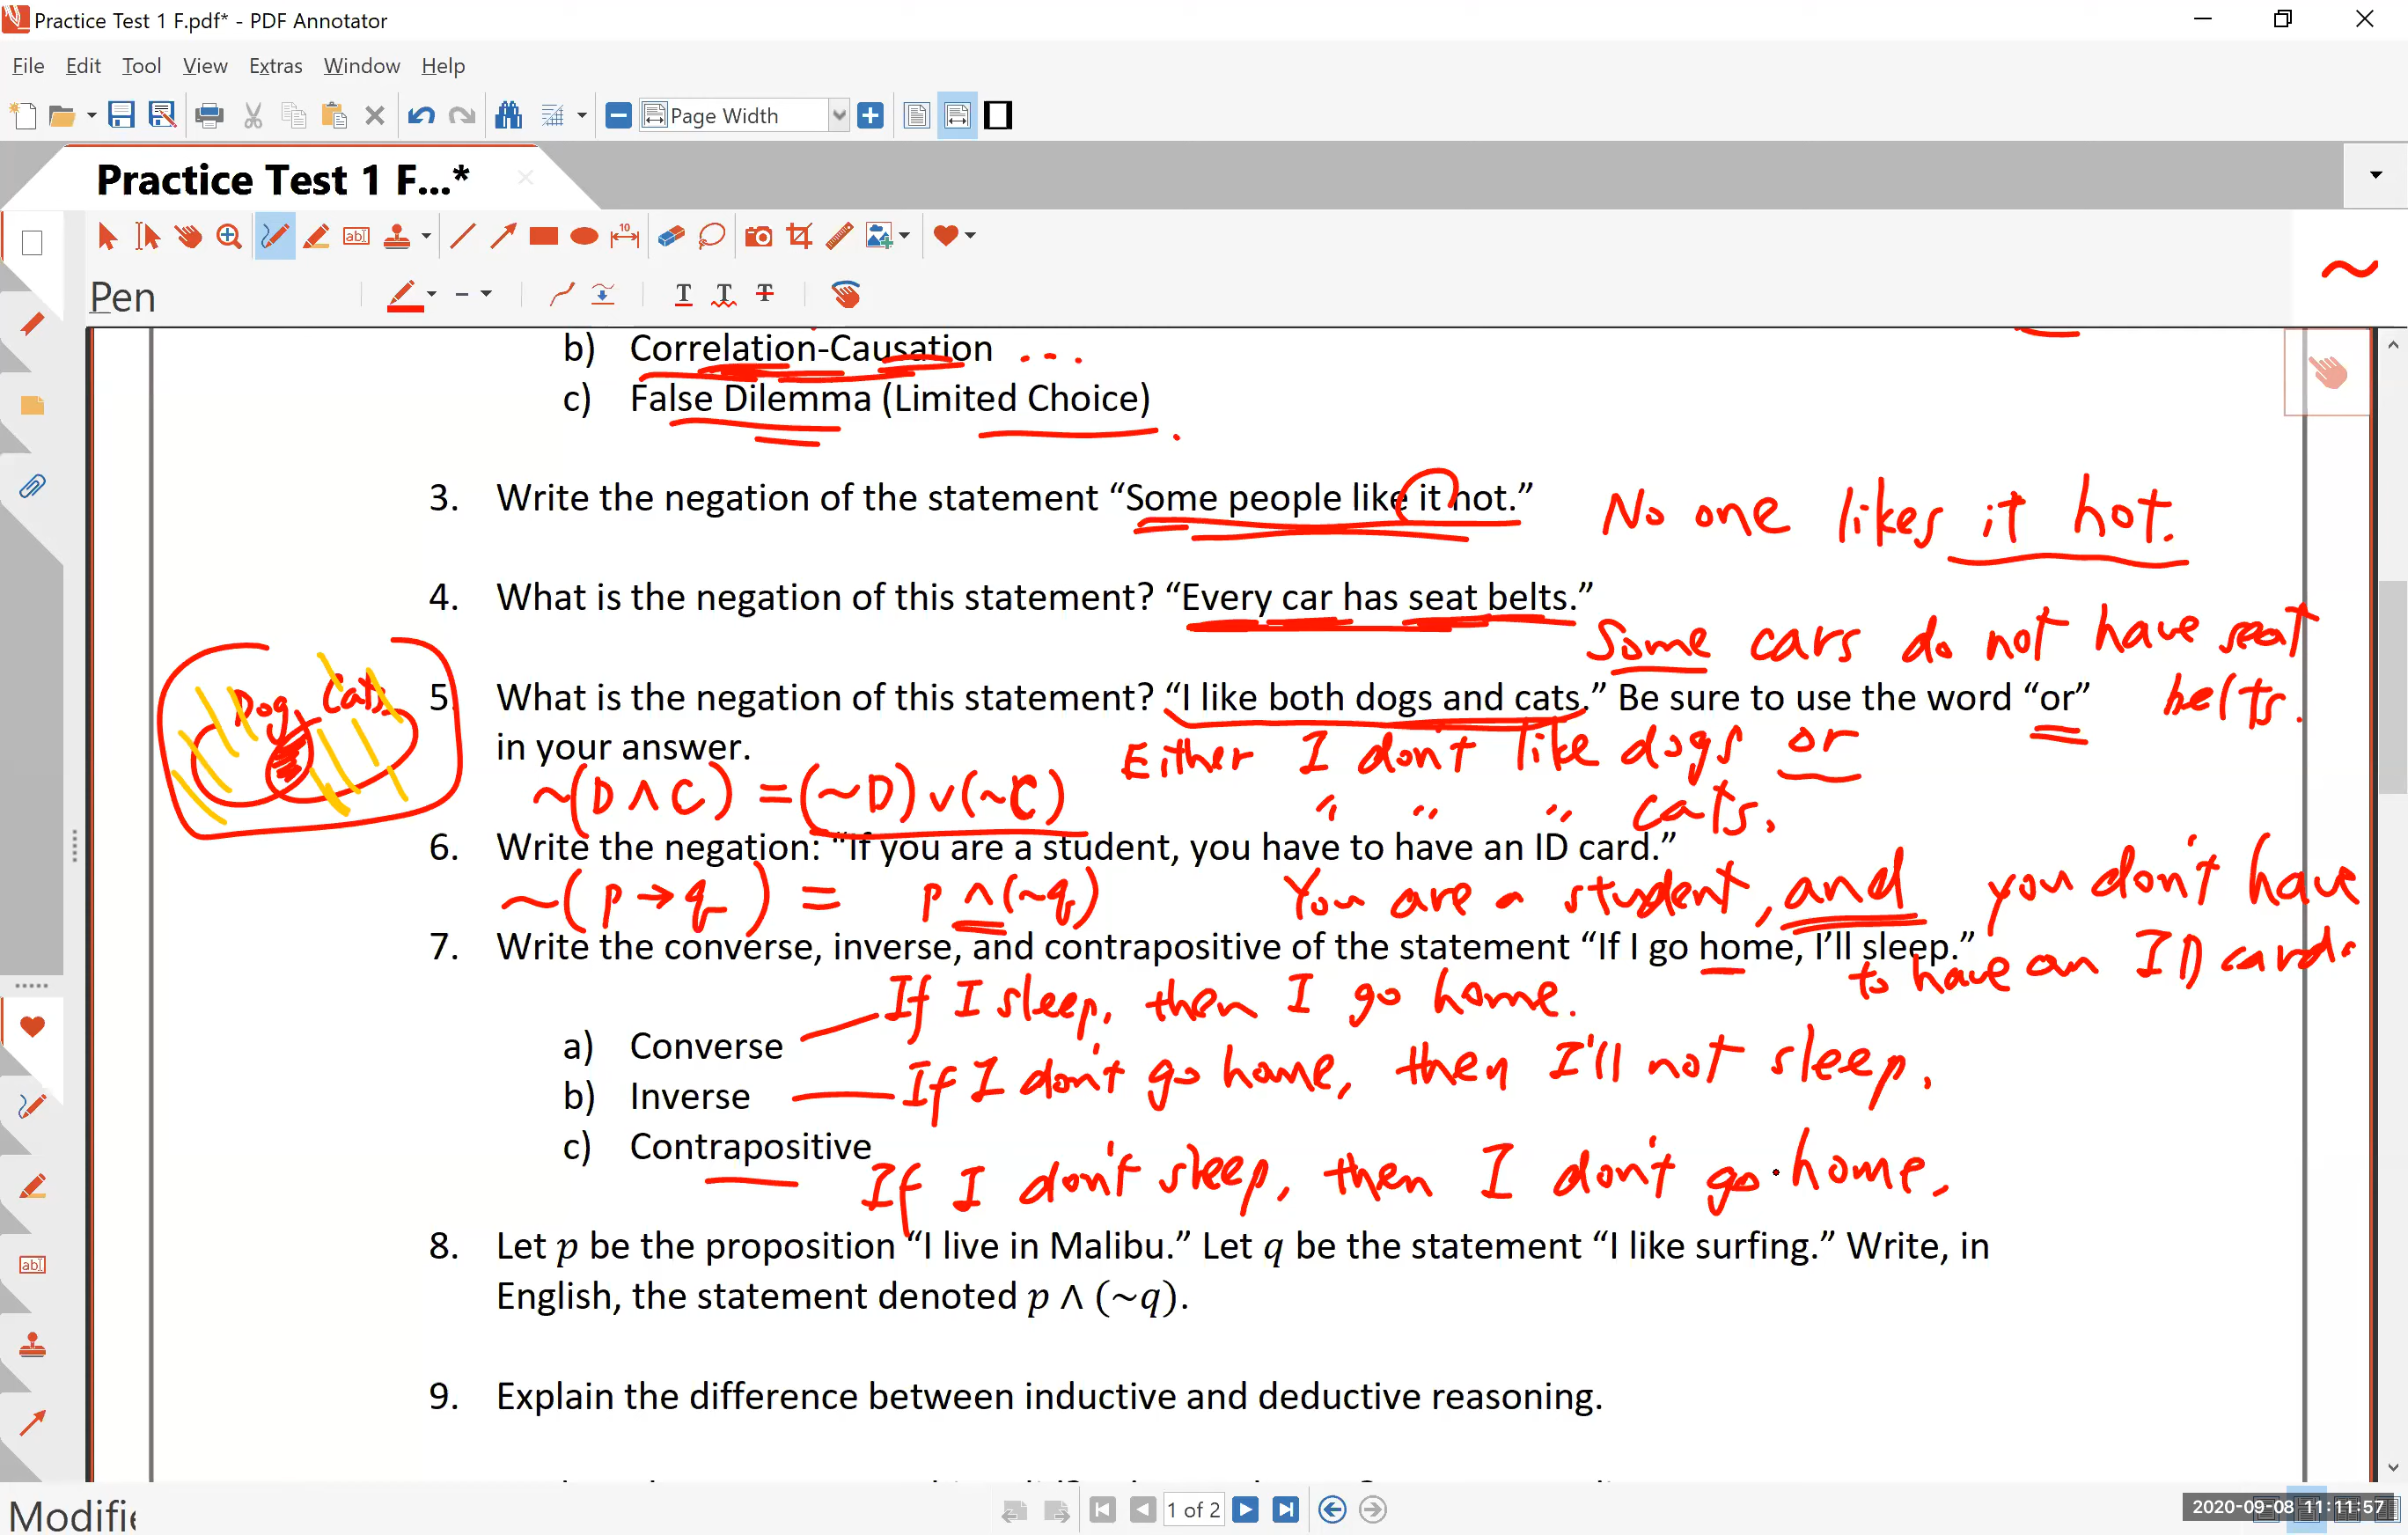 Practice Test 1 F.pdf* - PDF Annotator
File Edit Tool View Extras Window Help
Page Width
Practice Test 1 F...*
Pen
b) Correlation-Causation ...
c) False Dilemma (Limited Choice)
3. Write the negation of the statement “Some people like it hot.” No one likes it hot.
4. What is the negation of this statement? “Every car has seat belts.”
Some cars do not have seat
belts.
Dog Cats
5. What is the negation of this statement? “I like both dogs and cats.” Be sure to use the word “or”
in your answer. Either I don't like dogs or
~(D ∧ C) = (~D) ∨ (~C) " " " cats.
6. Write the negation: “If you are a student, you have to have an ID card.”
~(p → q) = p ∧ (~q) You are a student, and you don't have
to have an ID card.
7. Write the converse, inverse, and contrapositive of the statement “If I go home, I’ll sleep.”
If I sleep, then I go home.
a) Converse
If I don't go home, then I'll not sleep.
b) Inverse
c) Contrapositive
If I don't sleep, then I don't go home.
8. Let p be the proposition “I live in Malibu.” Let q be the statement “I like surfing.” Write, in
English, the statement denoted p ∧ (~q).
9. Explain the difference between inductive and deductive reasoning.
1 of 2
2020-09-08 11:11:57